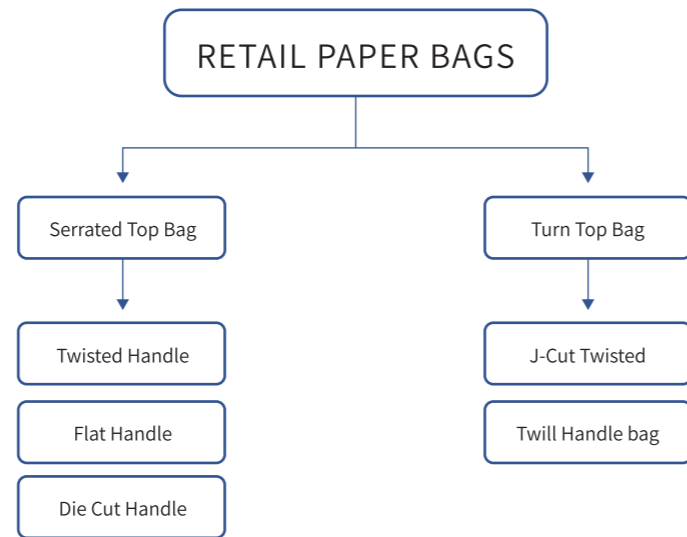 RETAIL PAPER BAGS
Serrated Top Bag
Turn Top Bag
Twisted Handle
J-Cut Twisted
Flat Handle
Twill Handle bag
Die Cut Handle